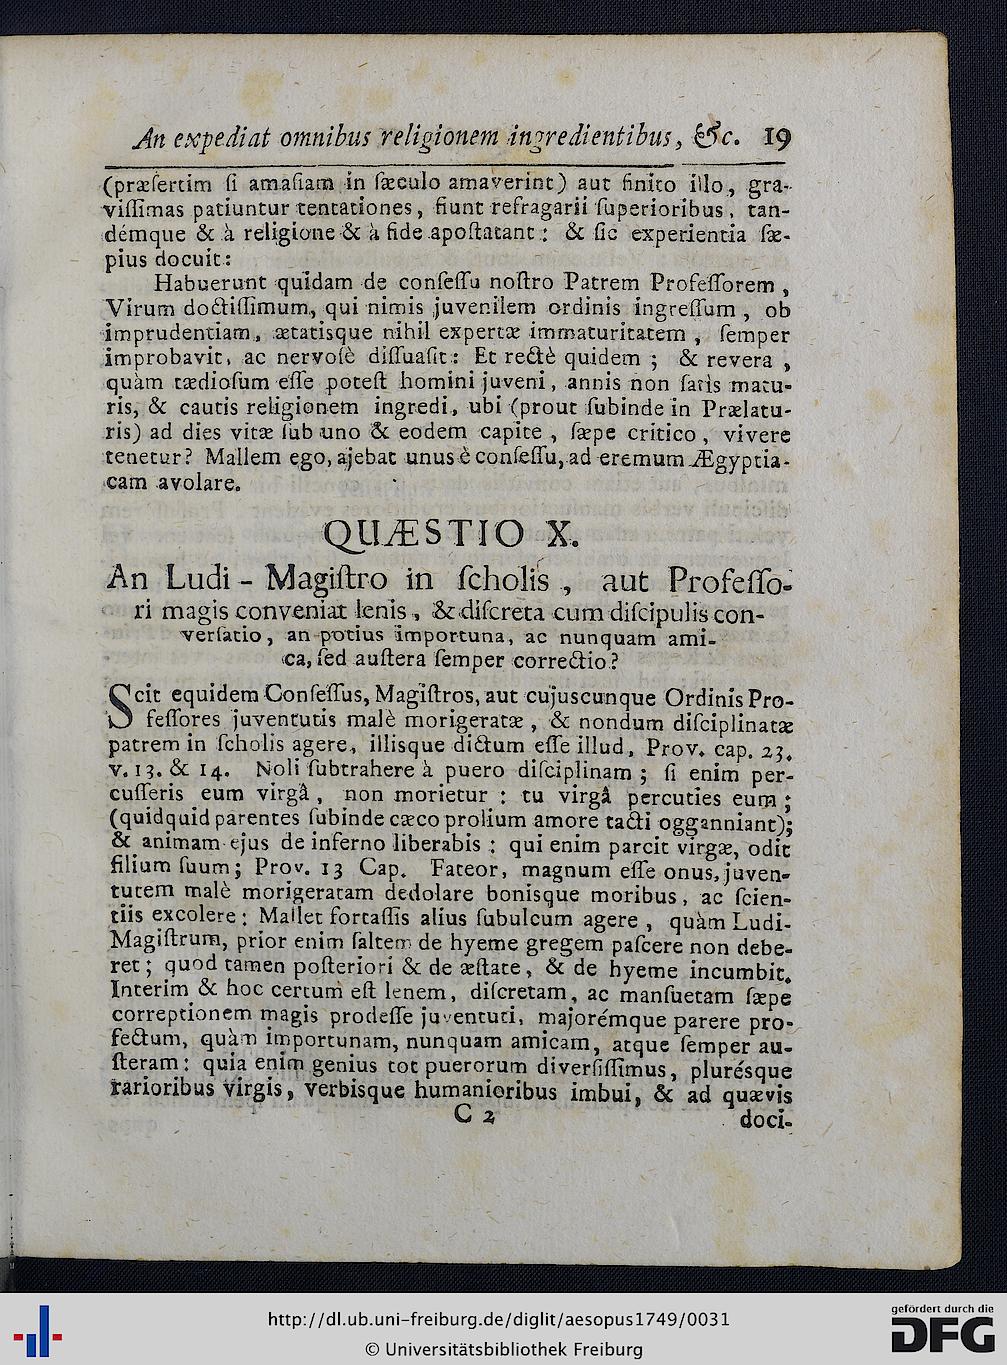 An expediat omnibus religionem ingredientibus, &c. 19
(præſertim ſi amaſiam in ſæculo amaverint) aut finito illo, gra-
viſſimas patiuntur tentationes, fiunt refragarii ſuperioribus, tan-
démque & à religione & à fide apoſtatant: & ſic experientia ſæ-
pius docuit:
Habuerunt quidam de conſeſſu noſtro Patrem Profeſſorem,
Virum doctiſſimum, qui nimis juvenilem ordinis ingreſſum, ob
imprudentiam, ætatisque nihil expertæ immaturitatem, ſemper
improbavit, ac nervoſè diſſuaſit: Et rectè quidem; & revera,
quàm tædioſum eſſe poteſt homini juveni, annis non ſatis matu-
ris, & cautis religionem ingredi, ubi (prout ſubinde in Prælatu-
ris) ad dies vitæ ſub uno & eodem capite, ſæpe critico, vivere
tenetur? Mallem ego, ajebat unus è conſeſſu, ad eremum Ægyptia-
cam avolare.
QUÆSTIO X.
An Ludi-Magiſtro in ſcholis, aut Profeſſo-
ri magis conveniat lenis, & diſcreta cum diſcipulis con-
verſatio, an potius importuna, ac nunquam ami-
ca, ſed auſtera ſemper correctio?
Scit equidem Conſeſſus, Magiſtros, aut cujuscunque Ordinis Pro-
feſſores juventutis malè morigeratæ, & nondum diſciplinatæ
patrem in ſcholis agere, illisque dictum eſſe illud, Prov. cap. 23.
v. 13. & 14. Noli ſubtrahere à puero diſciplinam; ſi enim per-
cuſſeris eum virgâ, non morietur: tu virgâ percuties eum;
(quidquid parentes ſubinde cæco prolium amore tacti ogganniant);
& animam ejus de inferno liberabis: qui enim parcit virgæ, odit
filium ſuum; Prov. 13 Cap. Fateor, magnum eſſe onus, juven-
tutem malè morigeratam dedolare bonisque moribus, ac ſcien-
tiis excolere: Mallet fortaſſis alius ſubulcum agere, quàm Ludi-
Magiſtrum, prior enim ſaltem de hyeme gregem paſcere non debe-
ret; quod tamen poſteriori & de æſtate, & de hyeme incumbit.
Interim & hoc certum eſt lenem, diſcretam, ac manſuetam ſæpe
correptionem magis prodeſſe juventuti, majorémque parere pro-
fectum, quàm importunam, nunquam amicam, atque ſemper au-
ſteram: quia enim genius tot puerorum diverſiſſimus, plurésque
rarioribus virgis, verbisque humanioribus imbui, & ad quævis
C 2 doci-
http://dl.ub.uni-freiburg.de/diglit/aesopus1749/0031
© Universitätsbibliothek Freiburg
gefördert durch die
DFG